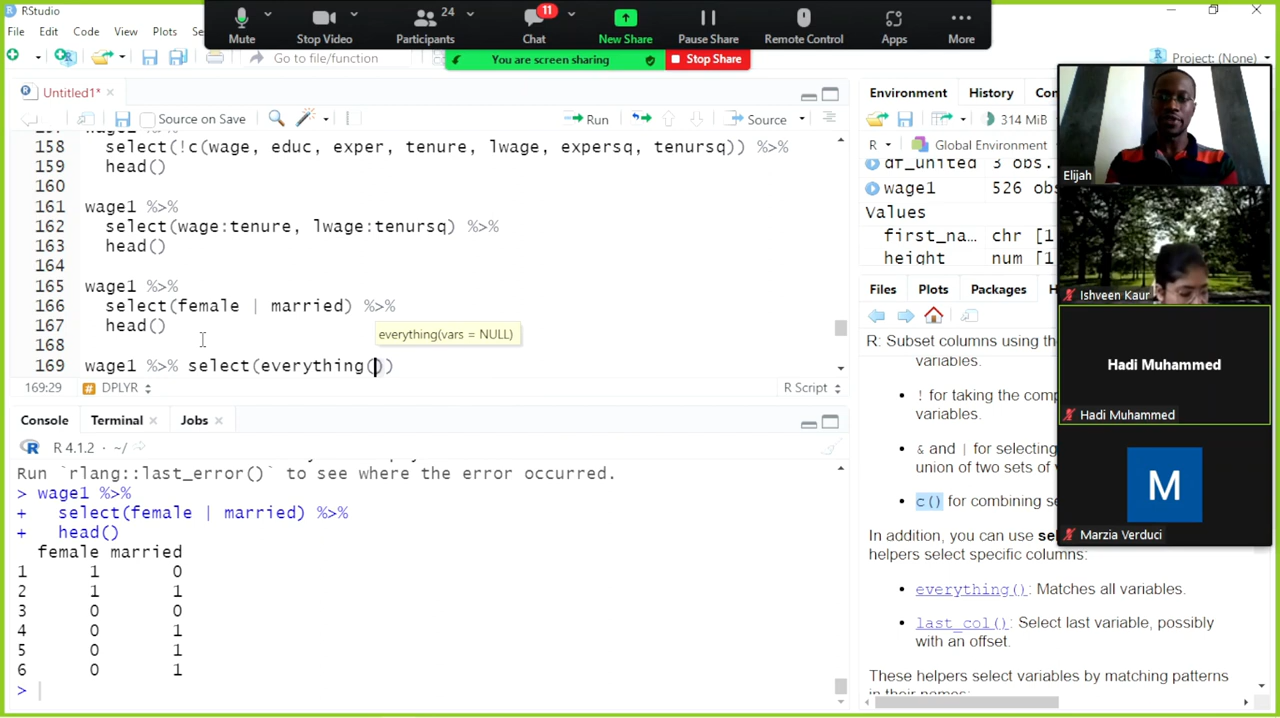 RStudio
File Edit Code View Plots Se
Mute
Stop Video
24
Participants
11
Chat
New Share
Pause Share
Remote Control
Apps
More
You are screen sharing
Stop Share
Go to file/function
Project: (None)
Untitled1*
Source on Save
Run
Source
158 select(!c(wage, educ, exper, tenure, lwage, expersq, tenursq)) %>%
159 head()
160
161 wage1 %>%
162 select(wage:tenure, lwage:tenursq) %>%
163 head()
164
165 wage1 %>%
166 select(female | married) %>%
167 head()
168
everything(vars = NULL)
169 wage1 %>% select(everything())
169:29 DPLYR
R Script
Console Terminal Jobs
R 4.1.2 · ~/
Run `rlang::last_error()` to see where the error occurred.
> wage1 %>%
+ select(female | married) %>%
+ head()
female married
1 1 0
2 1 1
3 0 0
4 0 1
5 0 1
6 0 1
>
Environment History Co
314 MiB
R Global Environment
df_united 3 obs.
wage1 526 ob
Values
first_na… chr [1
height num [1
Files Plots Packages H
R: Subset columns using the
variables.
! for taking the comp
variables.
& and | for selecting
union of two sets of v
c() for combining se
In addition, you can use sel
helpers select specific columns:
everything(): Matches all variables.
last_col(): Select last variable, possibly
with an offset.
These helpers select variables by matching patterns
in their names:
Elijah
Ishveen Kaur
Hadi Muhammed
Hadi Muhammed
M
Marzia Verduci